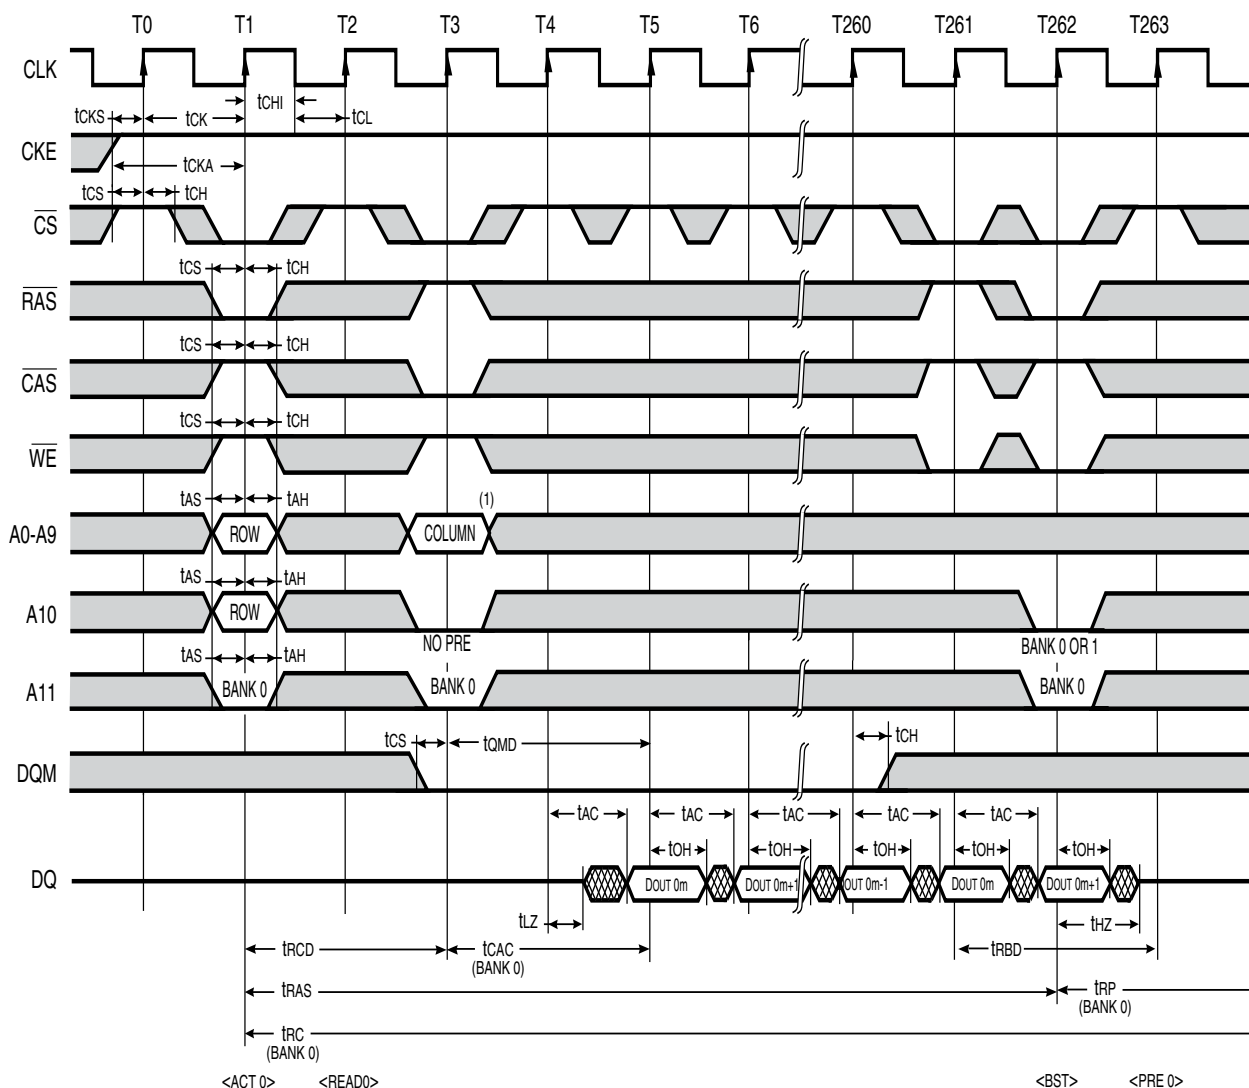 T0 T1 T2 T3 T4 T5 T6 T260 T261 T262 T263
CLK
tCHI
tCKS tCK tCL
CKE
tCKA
tCS tCH
CS
tCS tCH
RAS
tCS tCH
CAS
tCS tCH
WE
tAS tAH (1)
A0-A9 ROW COLUMN
tAS tAH
A10 ROW
NO PRE BANK 0 OR 1
tAS tAH
A11 BANK 0 BANK 0 BANK 0
tCS tQMD tCH
DQM
tAC tAC tAC tAC tAC
tOH tOH tOH tOH tOH
DQ DOUT 0m DOUT 0m+1 OUT 0m-1 DOUT 0m DOUT 0m+1
tLZ tHZ
tRCD tCAC tRBD
(BANK 0)
tRAS tRP
(BANK 0)
tRC
(BANK 0)
<ACT 0> <READ0> <BST> <PRE 0>